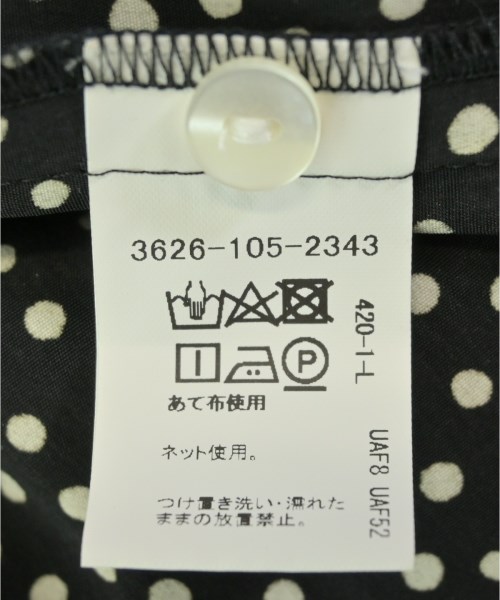 3626-105-2343
P
あて布使用
ネット使用。
つけ置き洗い・濡れた
ままの放置禁止。
420-1-L
UAF8 UAF52